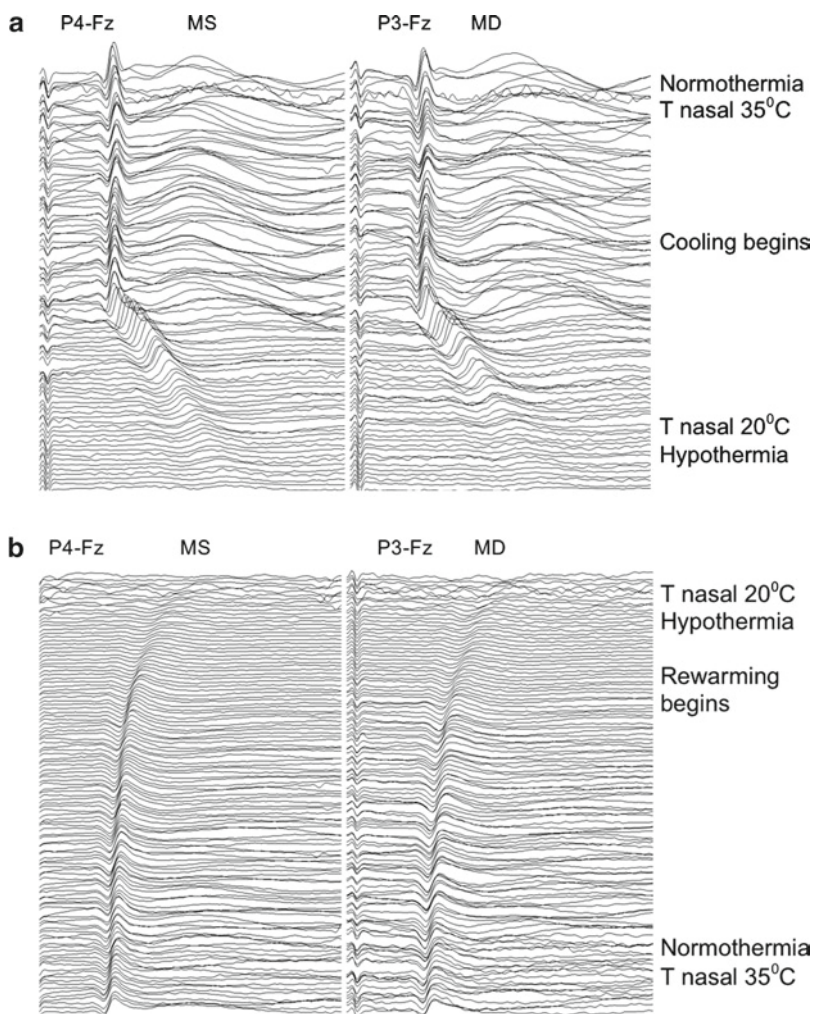 a
P4-Fz MS P3-Fz MD
Normothermia
T nasal 35⁰C
Cooling begins
T nasal 20⁰C
Hypothermia
b
P4-Fz MS P3-Fz MD
T nasal 20⁰C
Hypothermia
Rewarming
begins
Normothermia
T nasal 35⁰C